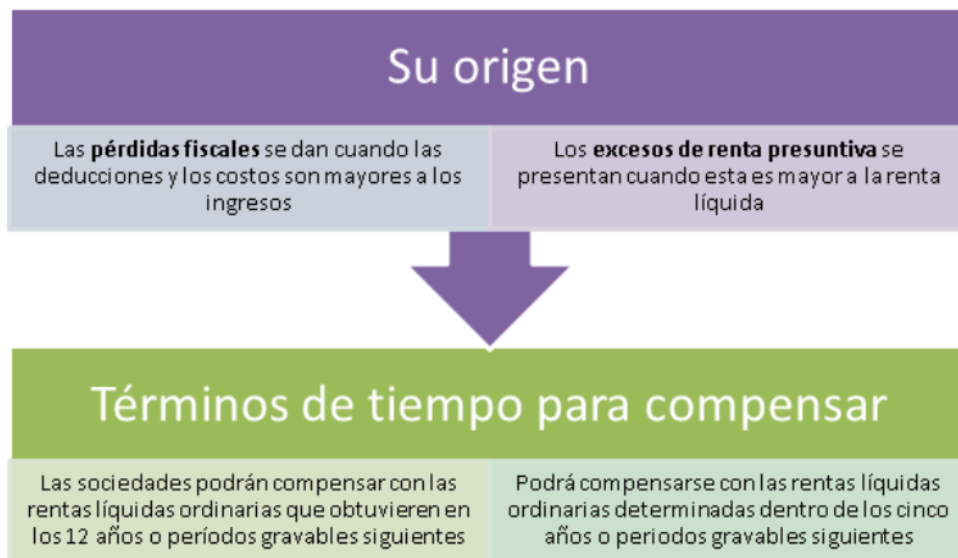 Su origen
Las pérdidas fiscales se dan cuando las
deducciones y los costos son mayores a los
ingresos
Los excesos de renta presuntiva se
presentan cuando esta es mayor a la renta
líquida
Términos de tiempo para compensar
Las sociedades podrán compensar con las
rentas líquidas ordinarias que obtuvieren en
los 12 años o períodos gravables siguientes
Podrá compensarse con las rentas líquidas
ordinarias determinadas dentro de los cinco
años o periodos gravables siguientes